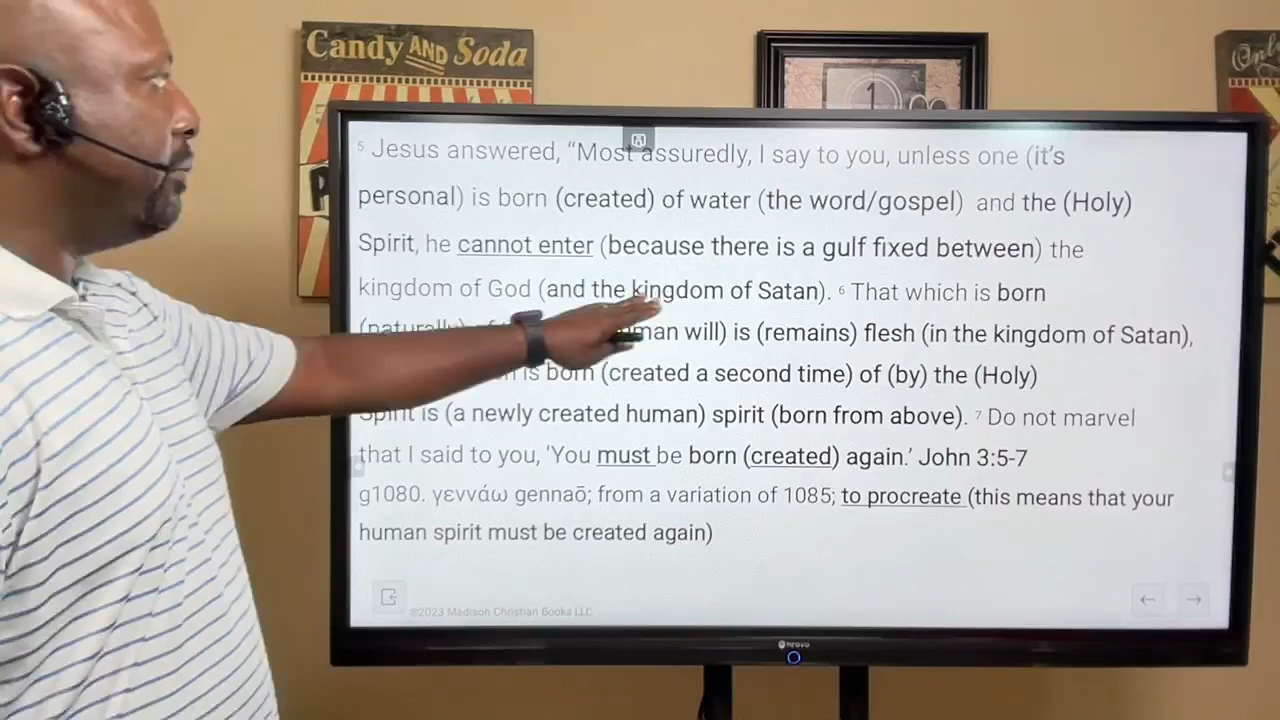 Candy AND Soda
1
Onl
P
⁵ Jesus answered, “Most assuredly, I say to you, unless one (it’s
personal) is born (created) of water (the word/gospel) and the (Holy)
Spirit, he cannot enter (because there is a gulf fixed between) the
kingdom of God (and the kingdom of Satan). ⁶ That which is born
(naturally) will) is (remains) flesh (in the kingdom of Satan),
is born (created a second time) of (by) the (Holy)
Spirit is (a newly created human) spirit (born from above). ⁷ Do not marvel
that I said to you, ‘You must be born (created) again.’ John 3:5-7
g1080. γεννάω gennaō; from a variation of 1085; to procreate (this means that your
human spirit must be created again)
©2023 Madison Christian Books LLC